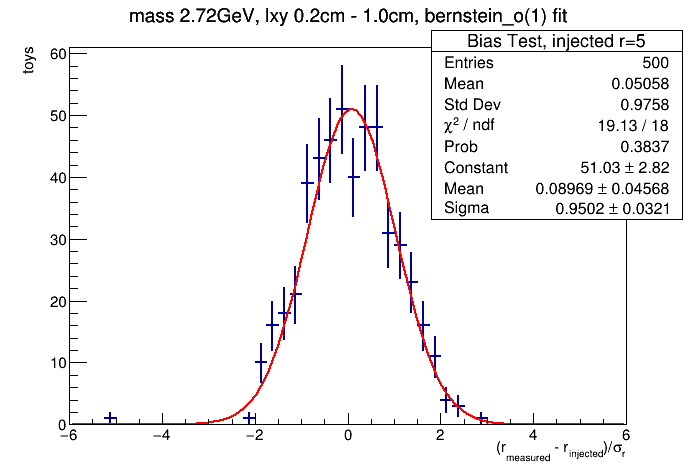 mass 2.72GeV, lxy 0.2cm - 1.0cm, bernstein_o(1) fit
Bias Test, injected r=5
Entries 500
Mean 0.05058
Std Dev 0.9758
χ² / ndf 19.13 / 18
Prob 0.3837
Constant 51.03 ± 2.82
Mean 0.08969 ± 0.04568
Sigma 0.9502 ± 0.0321
toys
60
50
40
30
20
10
0
−6 −4 −2 0 2 4 6
(r_measured - r_injected)/σ_r